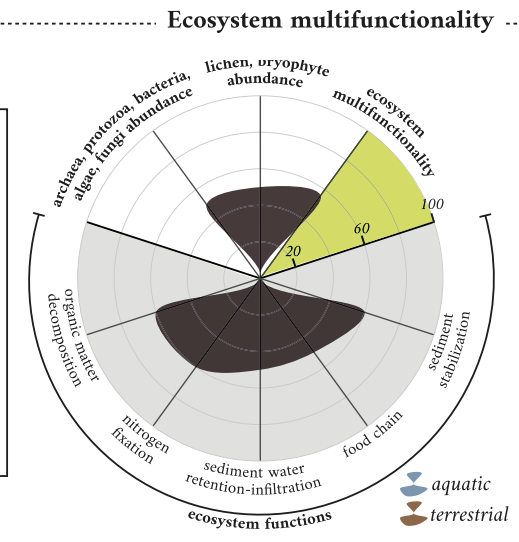 Ecosystem multifunctionality
lichen, bryophyte
abundance
archaea, protozoa, bacteria,
algae, fungi abundance
ecosystem
multifunctionality
100
60
20
organic matter
decomposition
sediment
stabilization
nitrogen
fixation
food chain
sediment water
retention-infiltration
ecosystem functions
aquatic
terrestrial